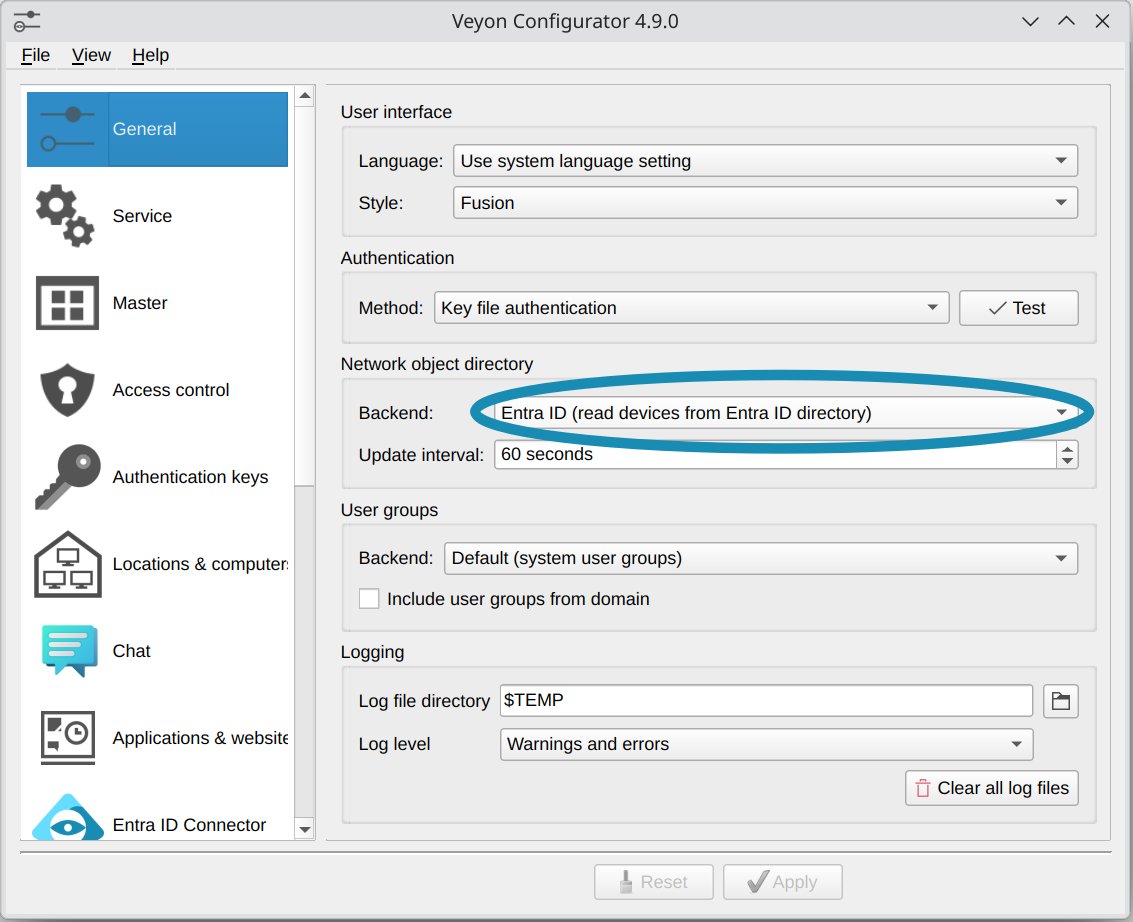 Veyon Configurator 4.9.0
File View Help
General
Service
Master
Access control
Authentication keys
Locations & computers
Chat
Applications & website
Entra ID Connector
User interface
Language: Use system language setting
Style: Fusion
Authentication
Method: Key file authentication Test
Network object directory
Backend: Entra ID (read devices from Entra ID directory)
Update interval: 60 seconds
User groups
Backend: Default (system user groups)
Include user groups from domain
Logging
Log file directory $TEMP
Log level Warnings and errors
Clear all log files
Reset Apply